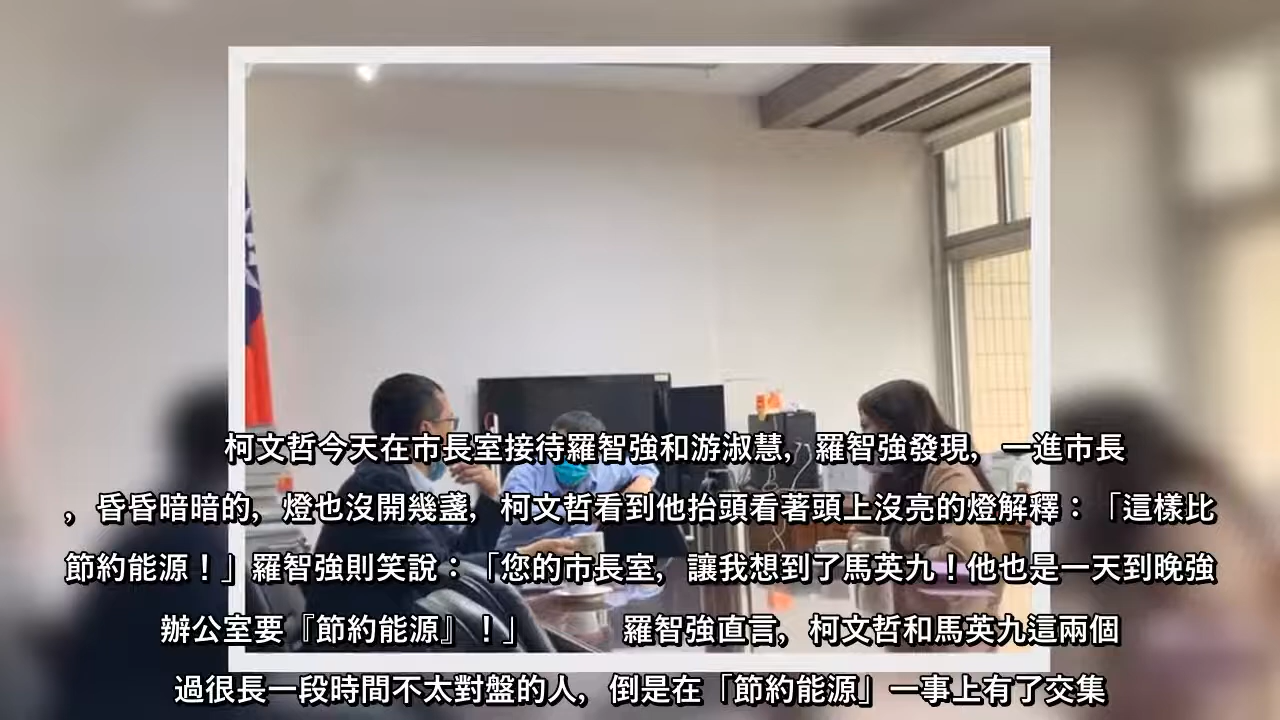 柯文哲今天在市長室接待羅智強和游淑慧，羅智強發現，一進市長
，昏昏暗暗的，燈也沒開幾盞，柯文哲看到他抬頭看著頭上沒亮的燈解釋：「這樣比
節約能源！」羅智強則笑說：「您的市長室，讓我想到了馬英九！他也是一天到晚強
辦公室要『節約能源』！」 羅智強直言，柯文哲和馬英九這兩個
過很長一段時間不太對盤的人，倒是在「節約能源」一事上有了交集